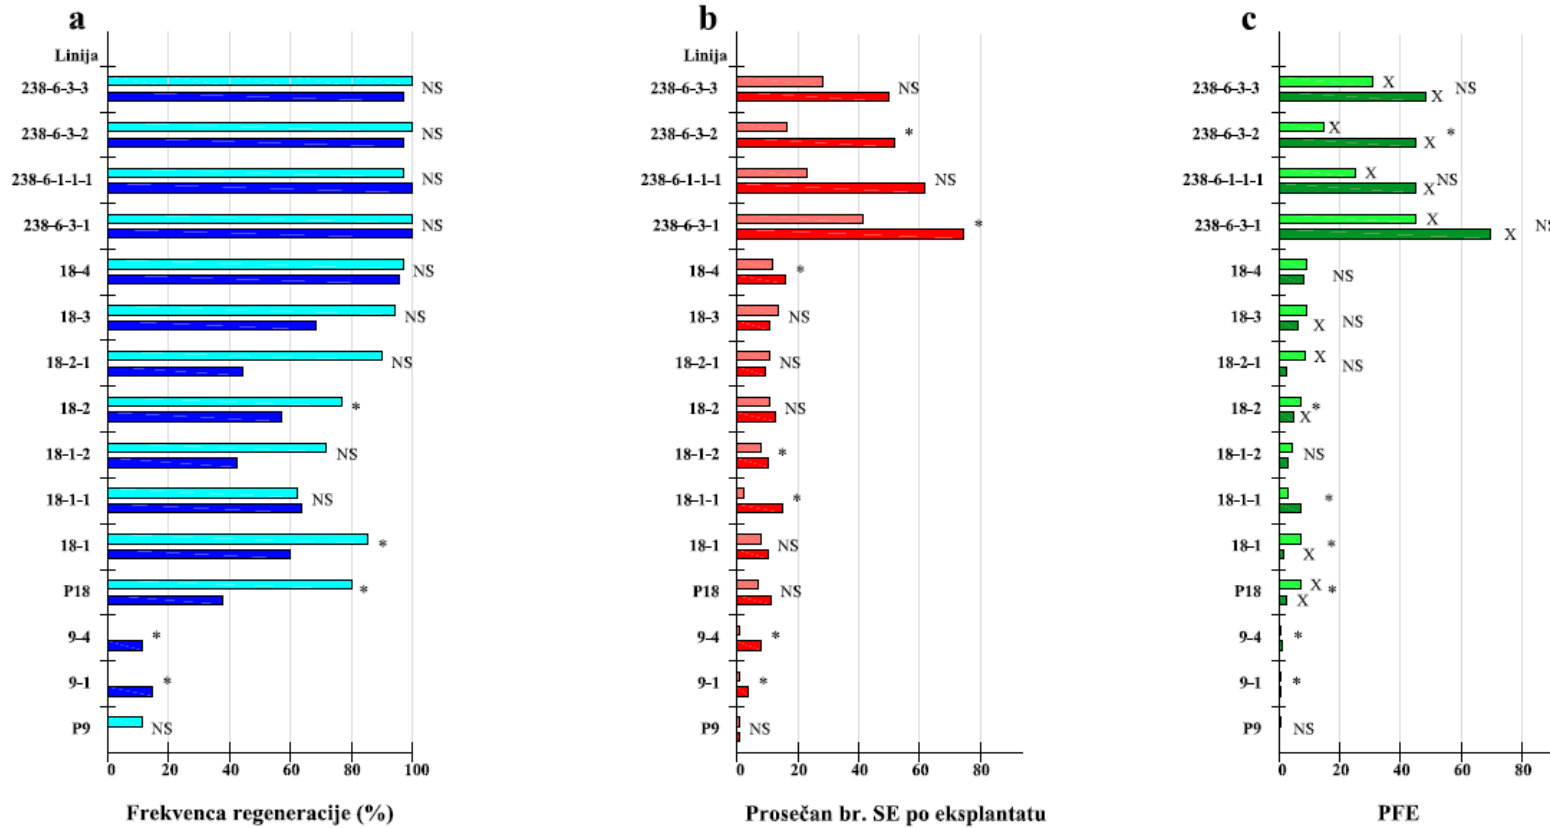 a
Linija
238-6-3-3 NS
238-6-3-2 NS
238-6-1-1-1 NS
238-6-3-1 NS
18-4 NS
18-3 NS
18-2-1 NS
18-2 *
18-1-2 NS
18-1-1 NS
18-1 *
P18 *
9-4 *
9-1 *
P9 NS
0 20 40 60 80 100
Frekvenca regeneracije (%)
b
Linija
238-6-3-3 NS
238-6-3-2 *
238-6-1-1-1 NS
238-6-3-1 *
18-4 *
18-3 NS
18-2-1 NS
18-2 NS
18-1-2 *
18-1-1 *
18-1 NS
P18 NS
9-4 *
9-1 *
P9 NS
0 20 40 60 80
Prosečan br. SE po eksplantatu
c
Linija
238-6-3-3 X X NS
238-6-3-2 X X *
238-6-1-1-1 X X NS
238-6-3-1 X X NS
18-4 NS
18-3 X NS
18-2-1 X NS
18-2 X *
18-1-2 NS
18-1-1 *
18-1 X *
P18 X X *
9-4 *
9-1 *
P9 NS
0 20 40 60 80
PFE